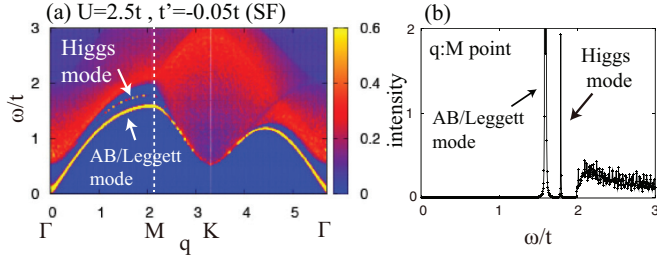 (a) U=2.5t , t’=-0.05t (SF)
ω/t
3
2
1
0
Higgs
mode
AB/Leggett
mode
0 1 2 3 4 5
Γ M q K Γ
0.6
0.4
0.2
0
(b)
intensity
2
1
0
q:M point
Higgs
mode
AB/Leggett
mode
0 1 2 3
ω/t